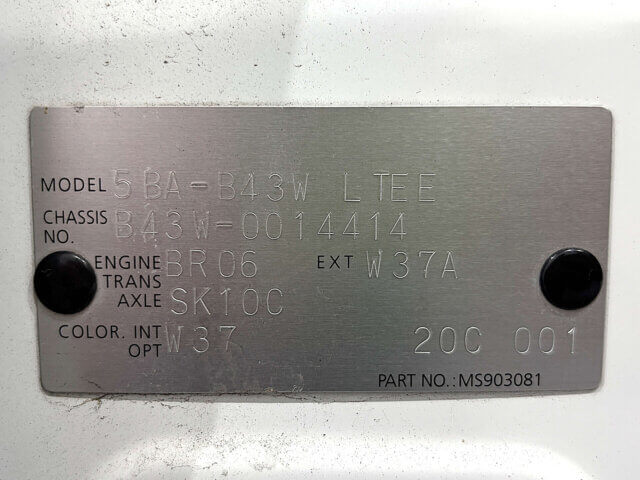 MODEL 5BA-B43W LTEE
CHASSIS NO. B43W-0014414
ENGINE BR06 EXT W37A
TRANS AXLE SK10C
COLOR. INT W37
OPT 20C 001
PART NO.:MS903081